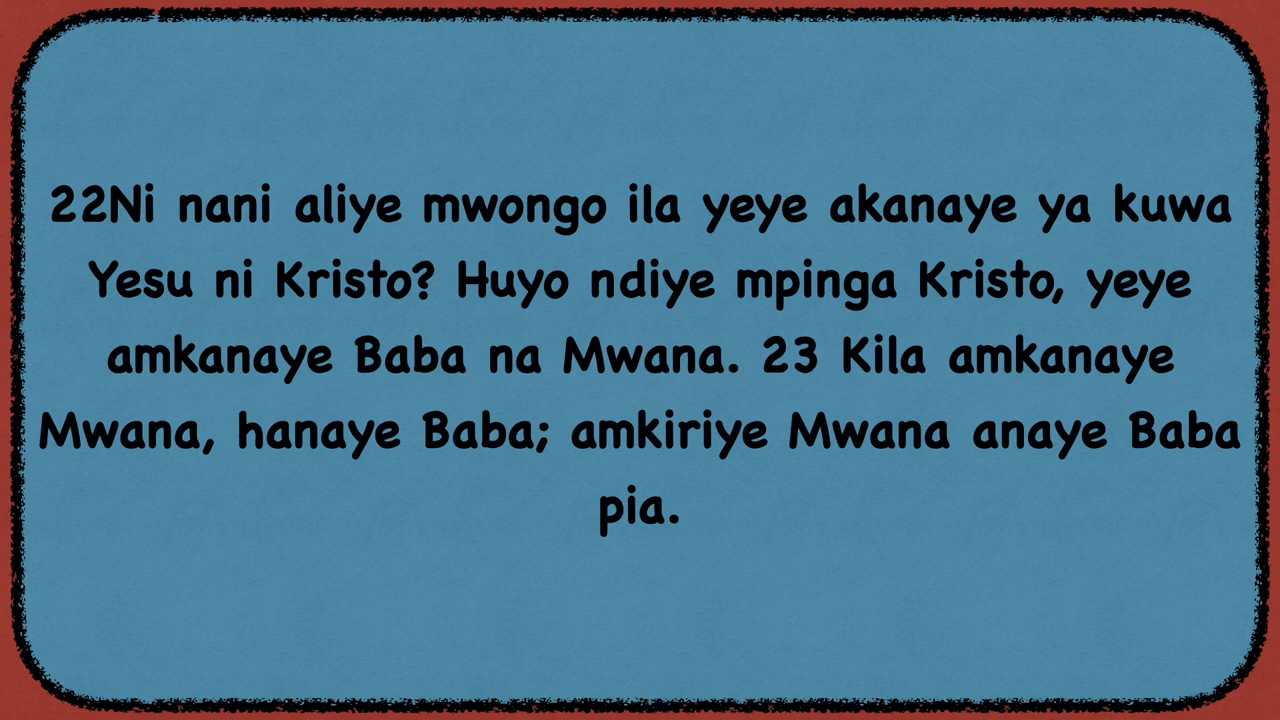 22Ni nani aliye mwongo ila yeye akanaye ya kuwa
Yesu ni Kristo? Huyo ndiye mpinga Kristo, yeye
amkanaye Baba na Mwana. 23 Kila amkanaye
Mwana, hanaye Baba; amkiriye Mwana anaye Baba
pia.